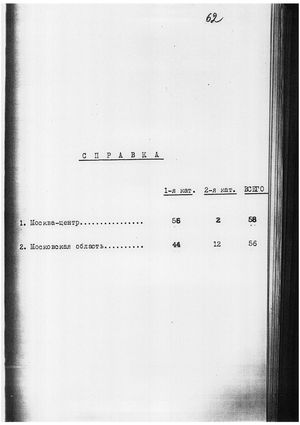 62
С П Р А В К А
1-я кат. 2-я кат. ВСЕГО
1. Москва-центр................ 56 2 58
2. Московская область.......... 44 12 56